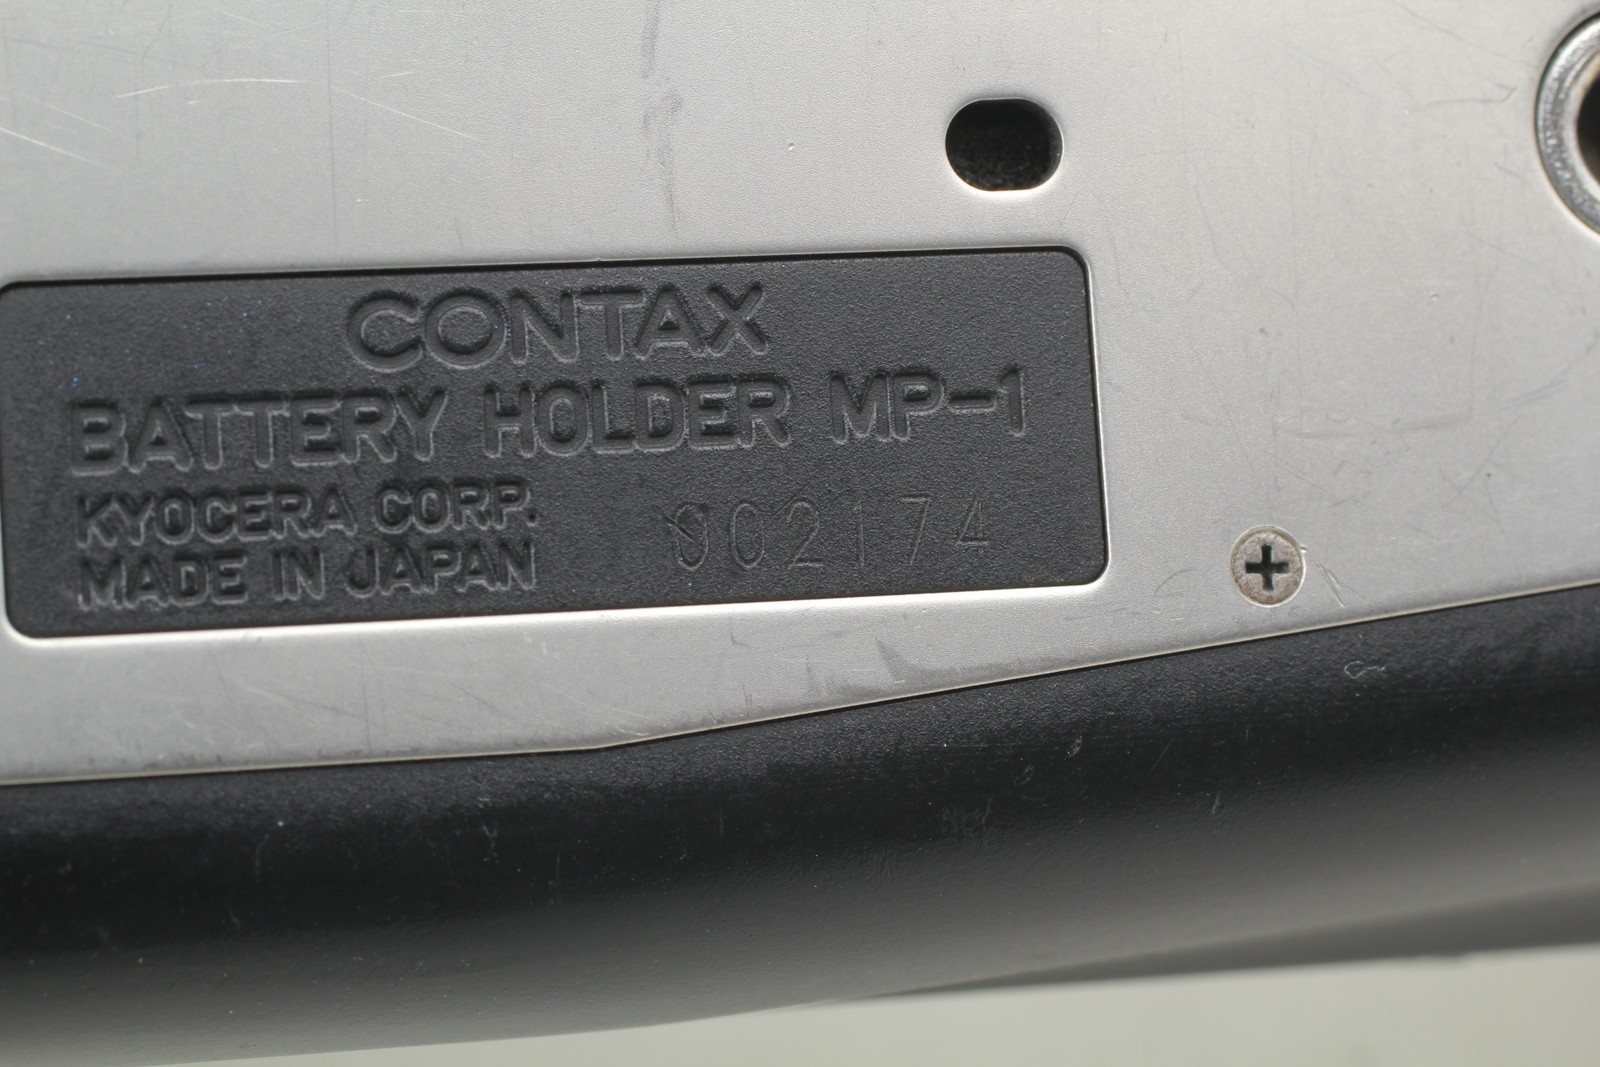 CONTAX
BATTERY HOLDER MP-1
KYOCERA CORP. 002174
MADE IN JAPAN